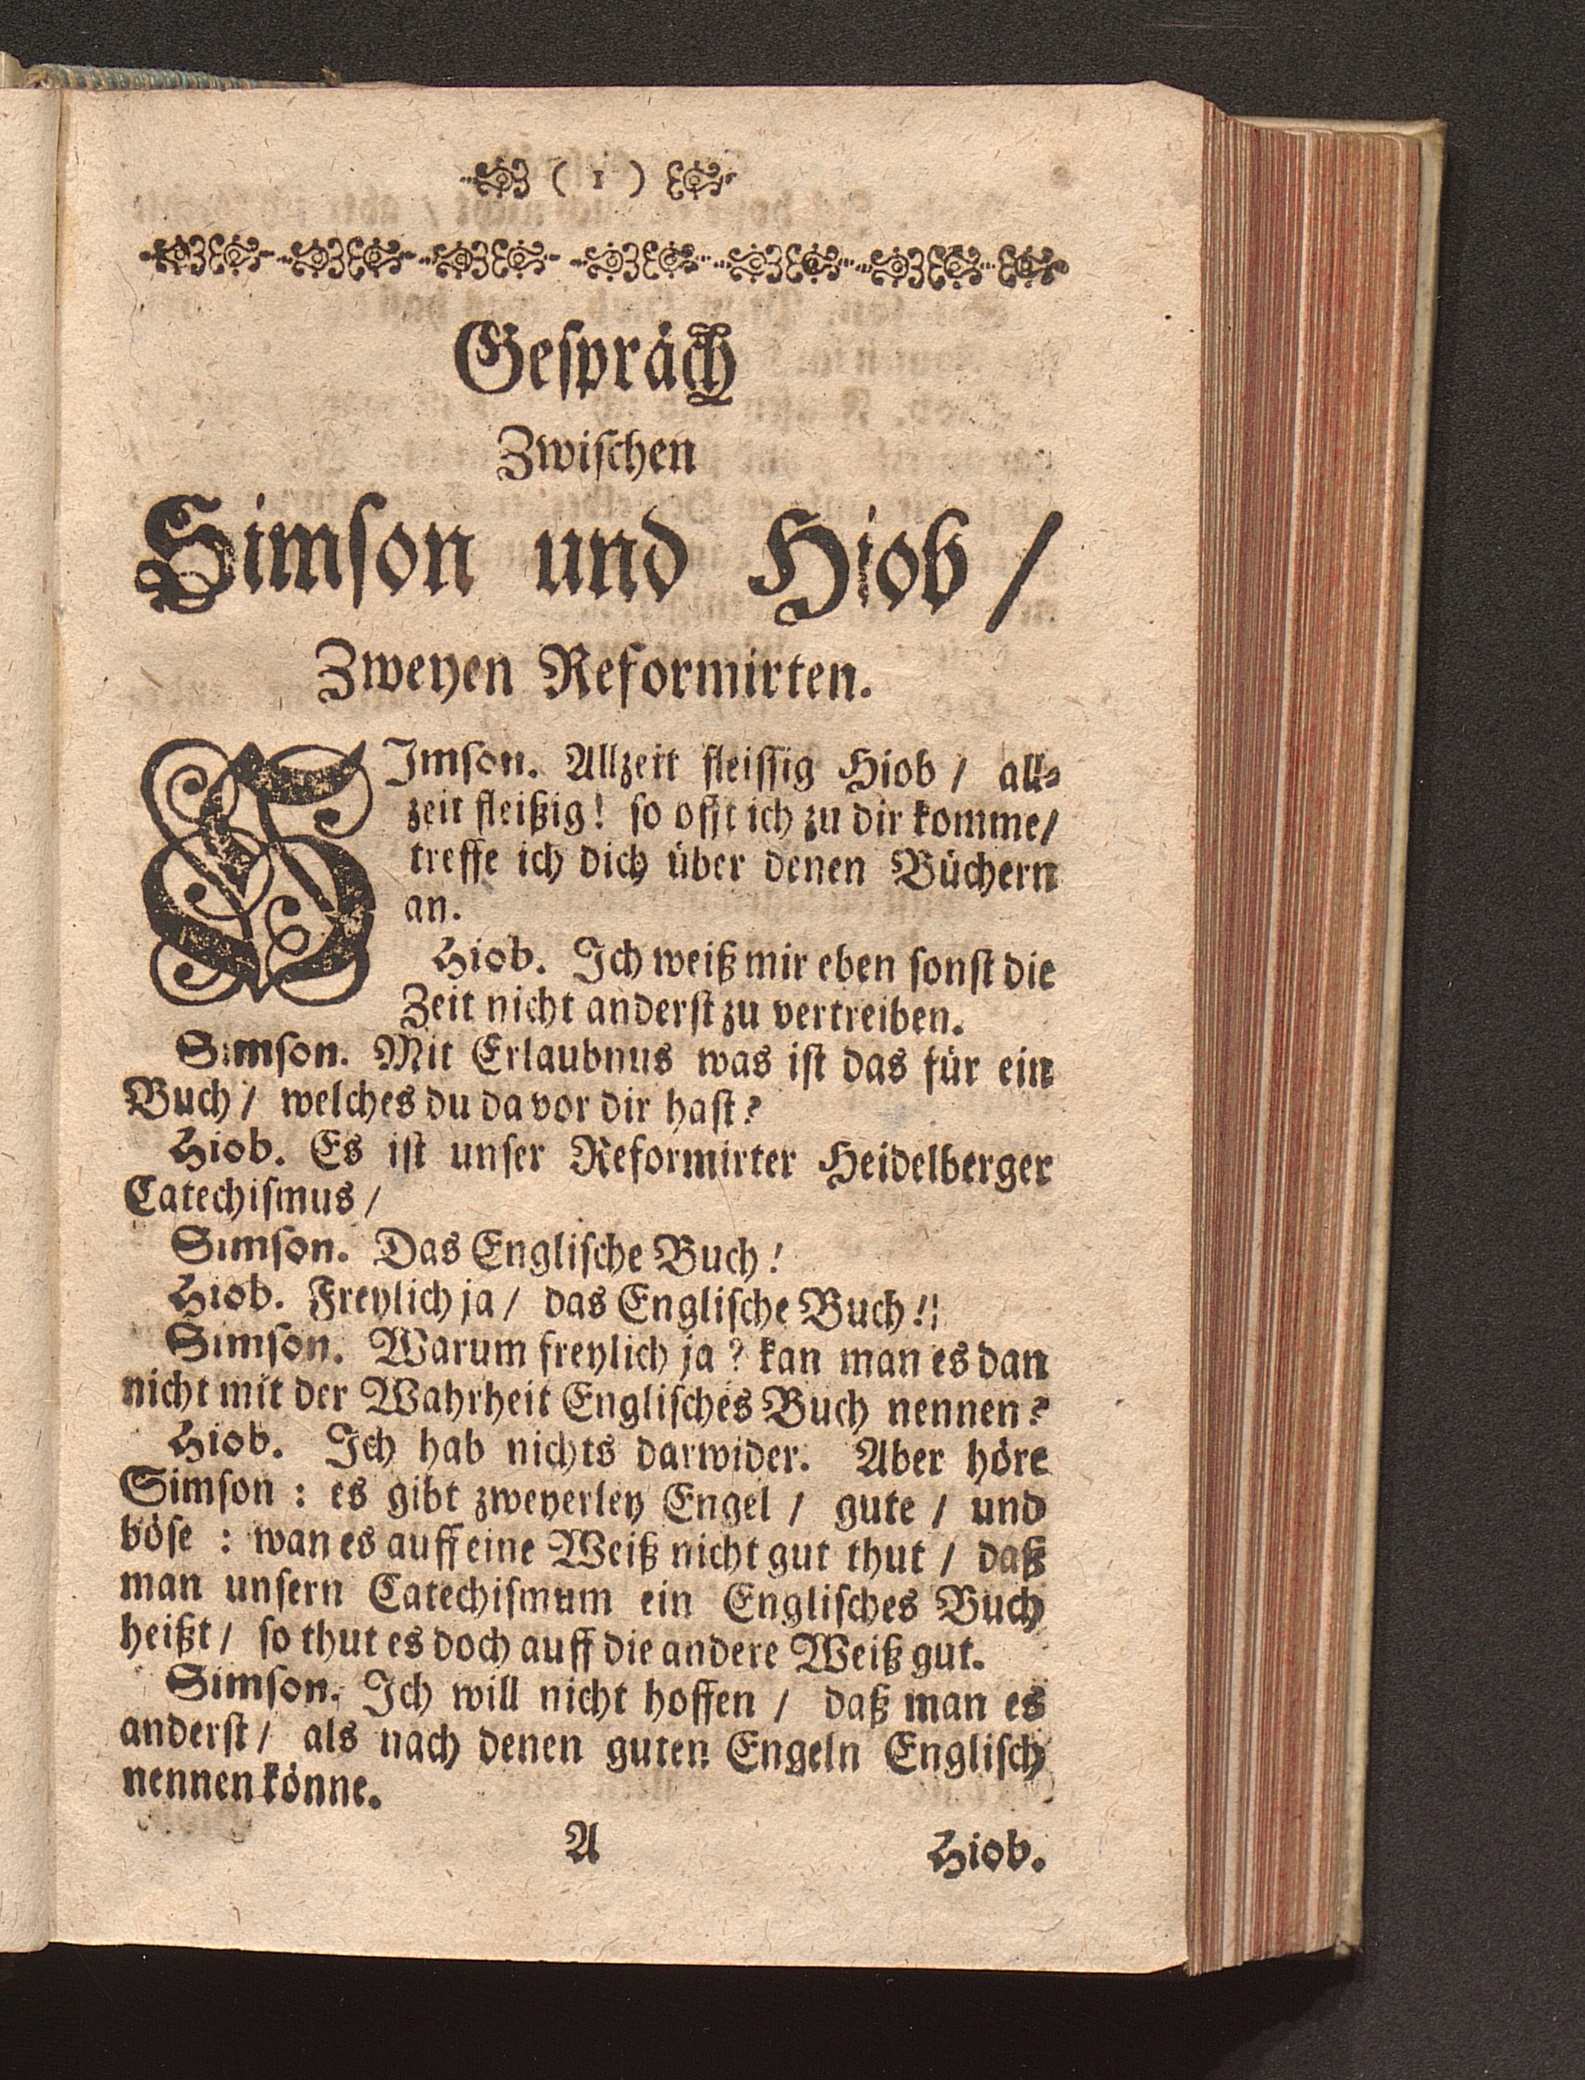 ( 1 )
Gespräch
Zwischen
Simson und Hiob /
Zweyen Reformirten.
SImson. Allzeit fleissig Hiob / all-
zeit fleißig! so offt ich zu dir komme/
treffe ich dich über denen Büchern
an.
Hiob. Ich weiß mir eben sonst die
Zeit nicht anderst zu vertreiben.
Simson. Mit Erlaubnus was ist das für ein
Buch / welches du da vor dir hast?
Hiob. Es ist unser Reformirter Heidelberger
Catechismus /
Simson. Das Englische Buch!
Hiob. Freylich ja / das Englische Buch!
Simson. Warum freylich ja? kan man es dan
nicht mit der Wahrheit Englisches Buch nennen?
Hiob. Ich hab nichts darwider. Aber höre
Simson : es gibt zweyerley Engel / gute / und
böse : wan es auff eine Weiß nicht gut thut / daß
man unsern Catechismum ein Englisches Buch
heißt / so thut es doch auff die andere Weiß gut.
Simson. Ich will nicht hoffen / daß man es
anderst / als nach denen guten Engeln Englisch
nennen könne.
A Hiob.